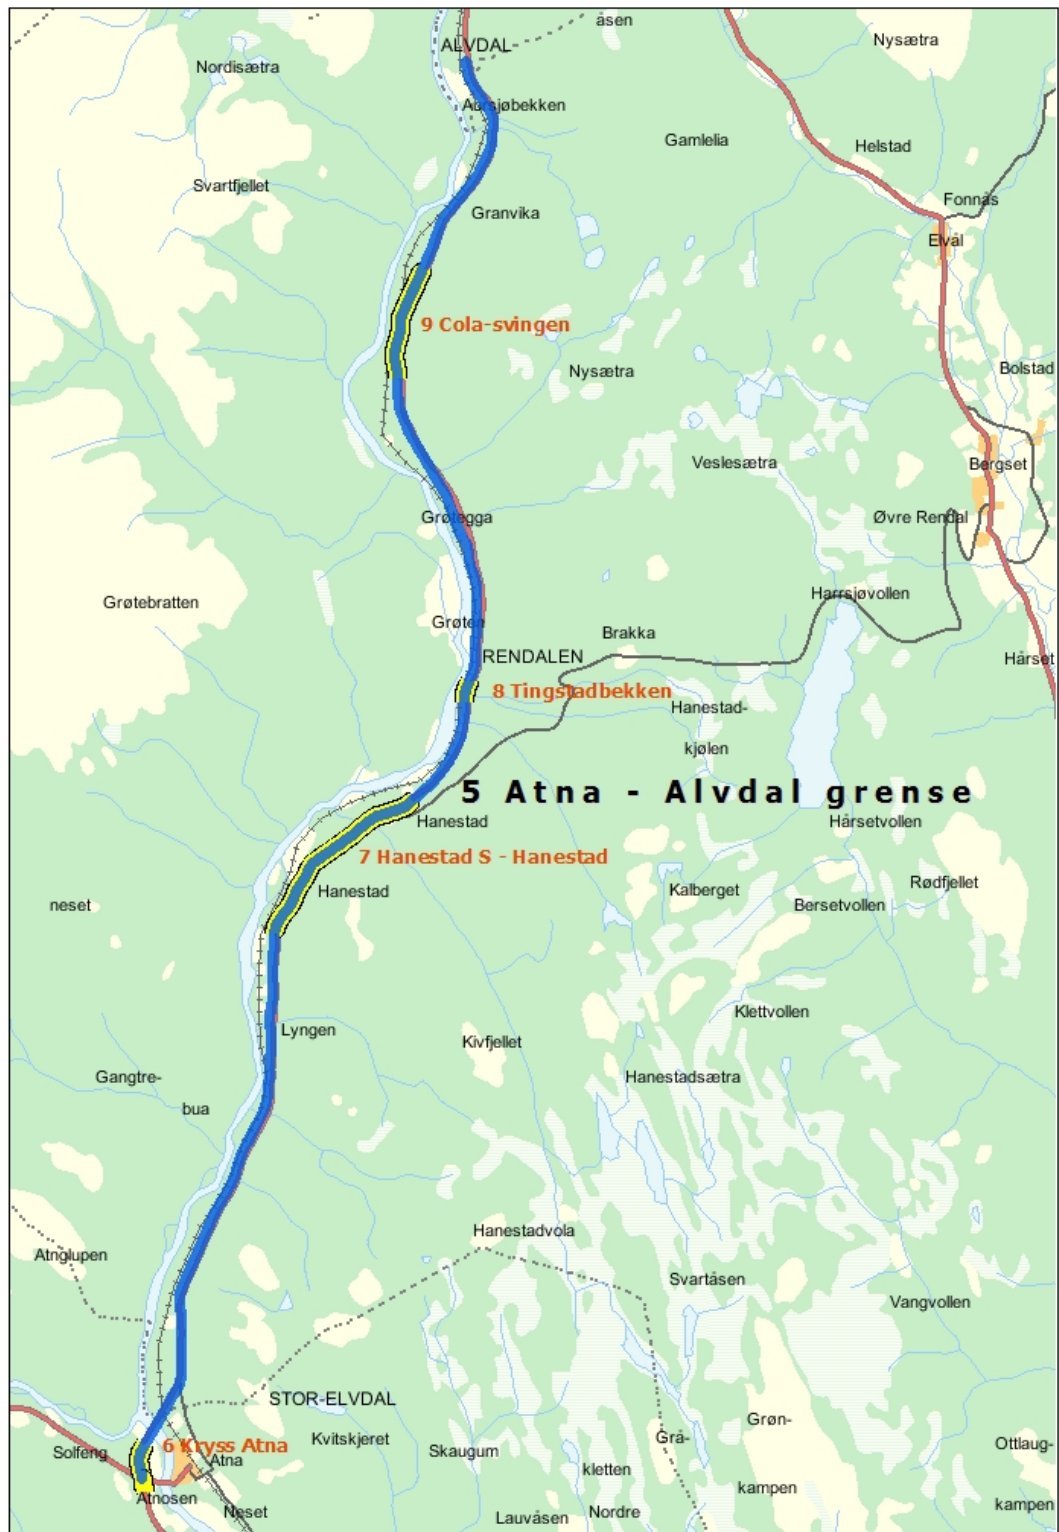 åsen
ALVDAL
Nysætra
Nordisætra
Aursjøbekken
Gamlelia
Helstad
Svartfjellet
Fonnås
Granvika
Elvål
9 Cola-svingen
Bolstad
Nysætra
Veslesætra
Bergset
Grøtegga
Øvre Rendal
Harrsjøvollen
Grøtebratten
Grøten
Brakka
RENDALEN
Hårset
8 Tingstadbekken
Hanestad-
kjølen
5 Atna - Alvdal grense
Hanestad
Hårsetvollen
7 Hanestad S - Hanestad
Rødfjellet
Hanestad
Kalberget
neset
Bersetvollen
Klettvollen
Lyngen
Kivfjellet
Gangtre-
bua
Hanestadsætra
Hanestadvola
Atnglupen
Svartåsen
Vangvollen
STOR-ELVDAL
Grøn-
kampen
Kvitskjeret
Grå-
kletten
6 Kryss Atna
Solfeng
Skaugum
Ottlaug-
kampen
Atna
Atnosen
Neset
Lauvåsen
Nordre